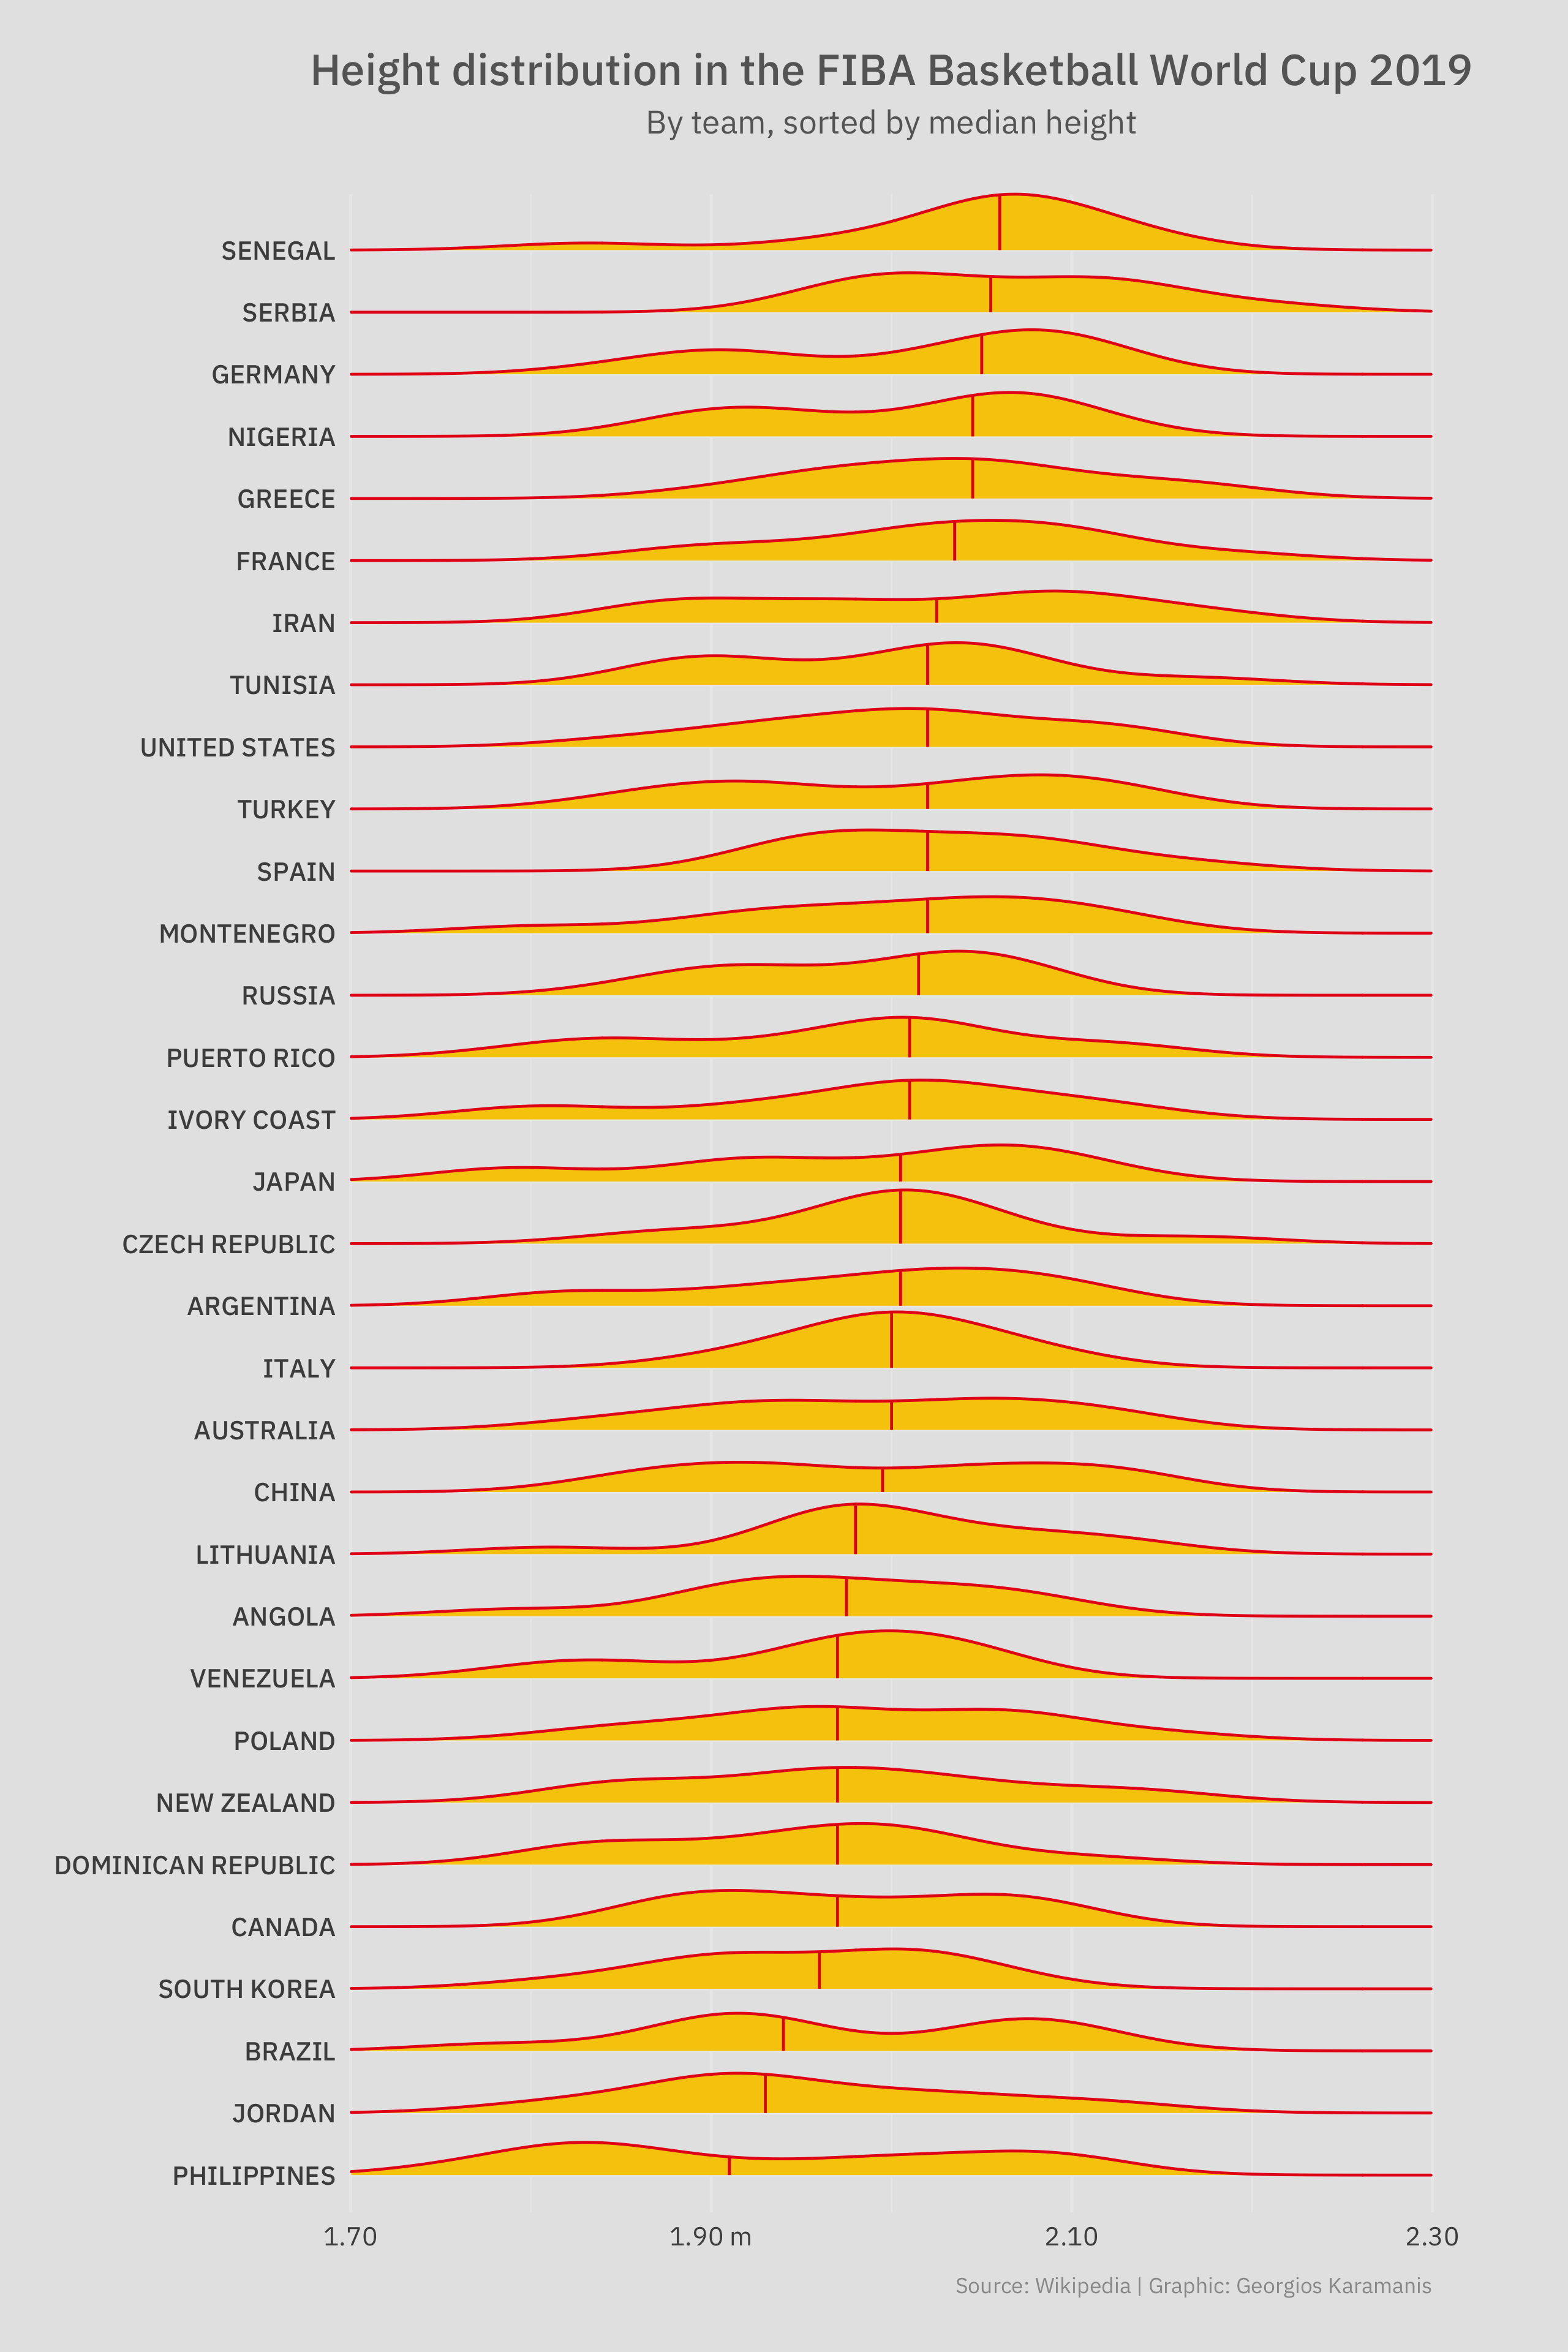 Height distribution in the FIBA Basketball World Cup 2019
By team, sorted by median height
SENEGAL
SERBIA
GERMANY
NIGERIA
GREECE
FRANCE
IRAN
TUNISIA
UNITED STATES
TURKEY
SPAIN
MONTENEGRO
RUSSIA
PUERTO RICO
IVORY COAST
JAPAN
CZECH REPUBLIC
ARGENTINA
ITALY
AUSTRALIA
CHINA
LITHUANIA
ANGOLA
VENEZUELA
POLAND
NEW ZEALAND
DOMINICAN REPUBLIC
CANADA
SOUTH KOREA
BRAZIL
JORDAN
PHILIPPINES
1.70 1.90 m 2.10 2.30
Source: Wikipedia | Graphic: Georgios Karamanis